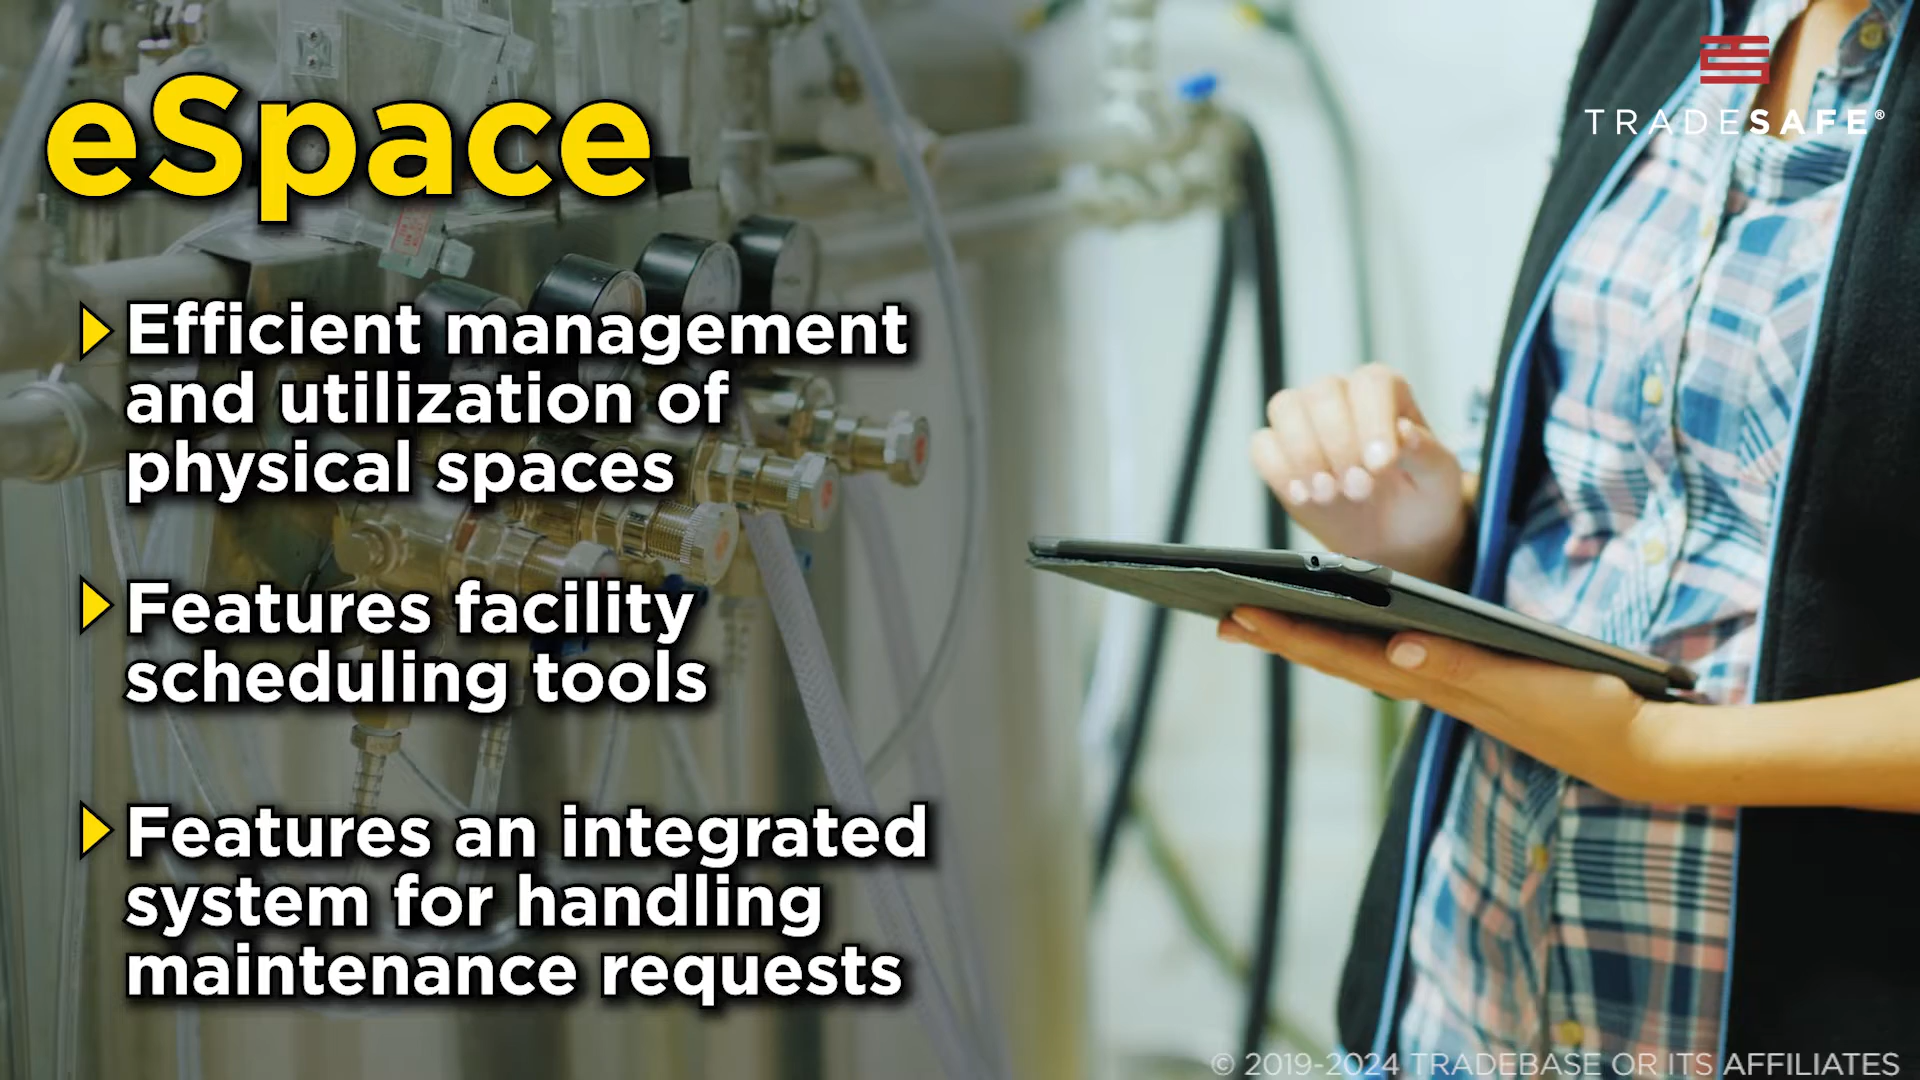 eSpace
TRADESAFE®
Efficient management
and utilization of
physical spaces
Features facility
scheduling tools
Features an integrated
system for handling
maintenance requests
© 2019-2024 TRADEBASE OR ITS AFFILIATES